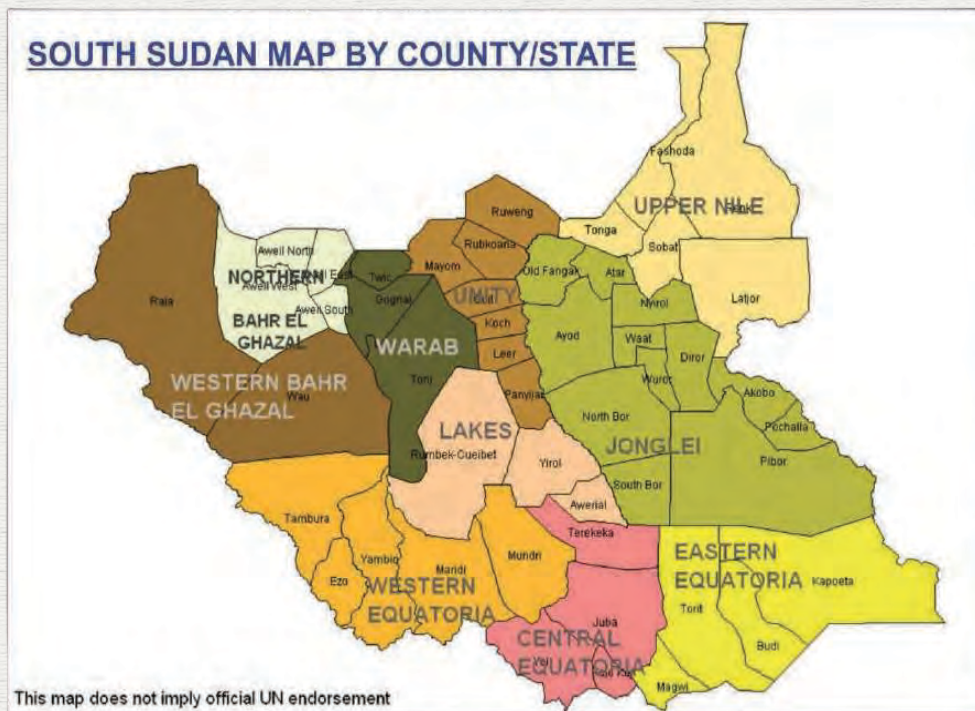 SOUTH SUDAN MAP BY COUNTY/STATE
Fashoda
UPPER NILE
Ruweng
Tonga
Sobat
Rubkoana
Aweil North
Mayom
Old Fangak
Atar
NORTHERN
Twic
Aweil West
Raia
Gogrial
UNITY
Nyirol
Latjor
Aweil South
Koch
BAHR EL
GHAZAL
WARAB
Leer
Ayod
Waat
Diror
WESTERN BAHR
EL GHAZAL
Wau
Tonj
Panyijar
Wuror
Akobo
North Bor
Pochalla
LAKES
JONGLEI
Rumbek-Cueibet
Yirol
Pibor
South Bor
Awerial
Tambura
Terekeka
EASTERN
EQUATORIA
Yambio
Mundri
Maridi
Kapoeta
Ezo
WESTERN
EQUATORIA
Torit
Juba
CENTRAL
EQUATORIA
Budi
Magwi
This map does not imply official UN endorsement